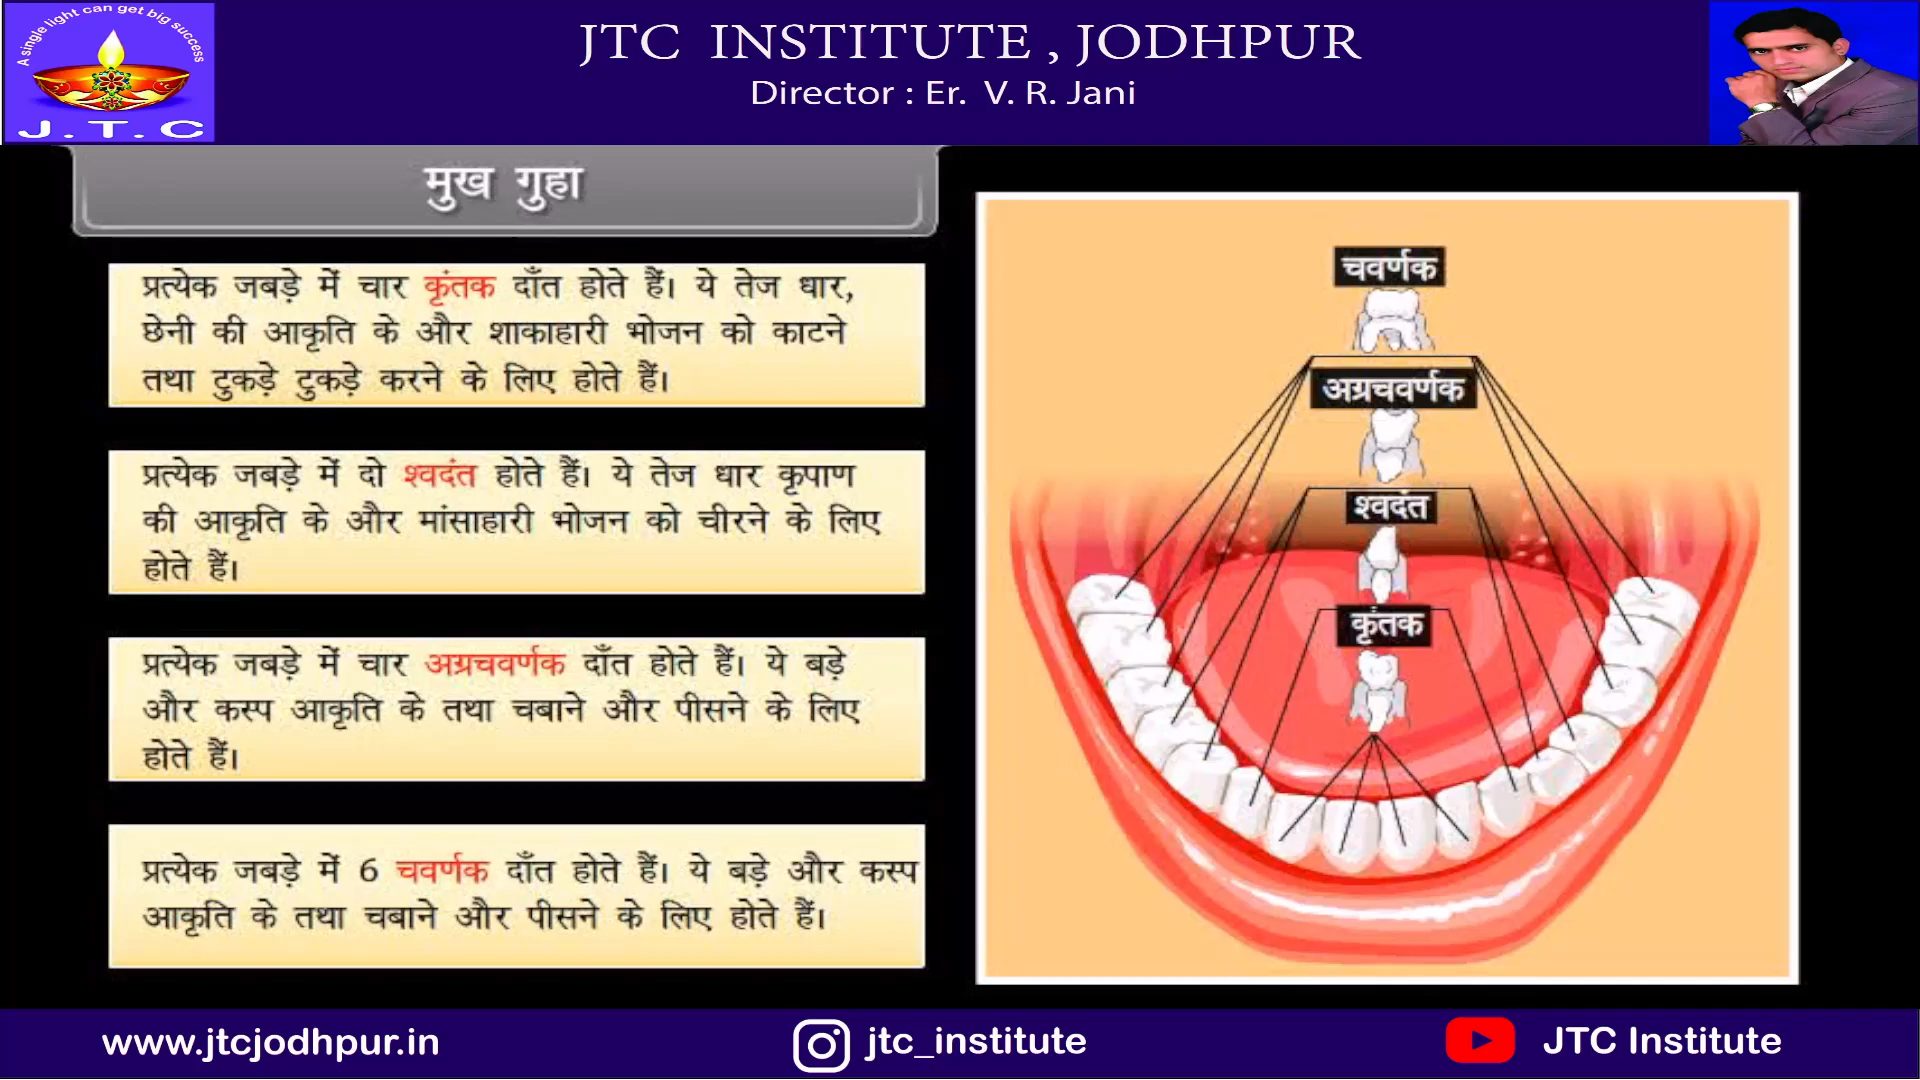 A single light can get big success
J.T.C
JTC INSTITUTE , JODHPUR
Director : Er. V. R. Jani
मुख गुहा
प्रत्येक जबड़े में चार कृंतक दाँत होते हैं। ये तेज धार,
छेनी की आकृति के और शाकाहारी भोजन को काटने
तथा टुकड़े टुकड़े करने के लिए होते हैं।
प्रत्येक जबड़े में दो श्वदंत होते हैं। ये तेज धार कृपाण
की आकृति के और मांसाहारी भोजन को चीरने के लिए
होते हैं।
प्रत्येक जबड़े में चार अग्रचवर्णक दाँत होते हैं। ये बड़े
और कस्प आकृति के तथा चबाने और पीसने के लिए
होते हैं।
प्रत्येक जबड़े में 6 चवर्णक दाँत होते हैं। ये बड़े और कस्प
आकृति के तथा चबाने और पीसने के लिए होते हैं।
चवर्णक
अग्रचवर्णक
श्वदंत
कृंतक
www.jtcjodhpur.in
jtc_institute
JTC Institute